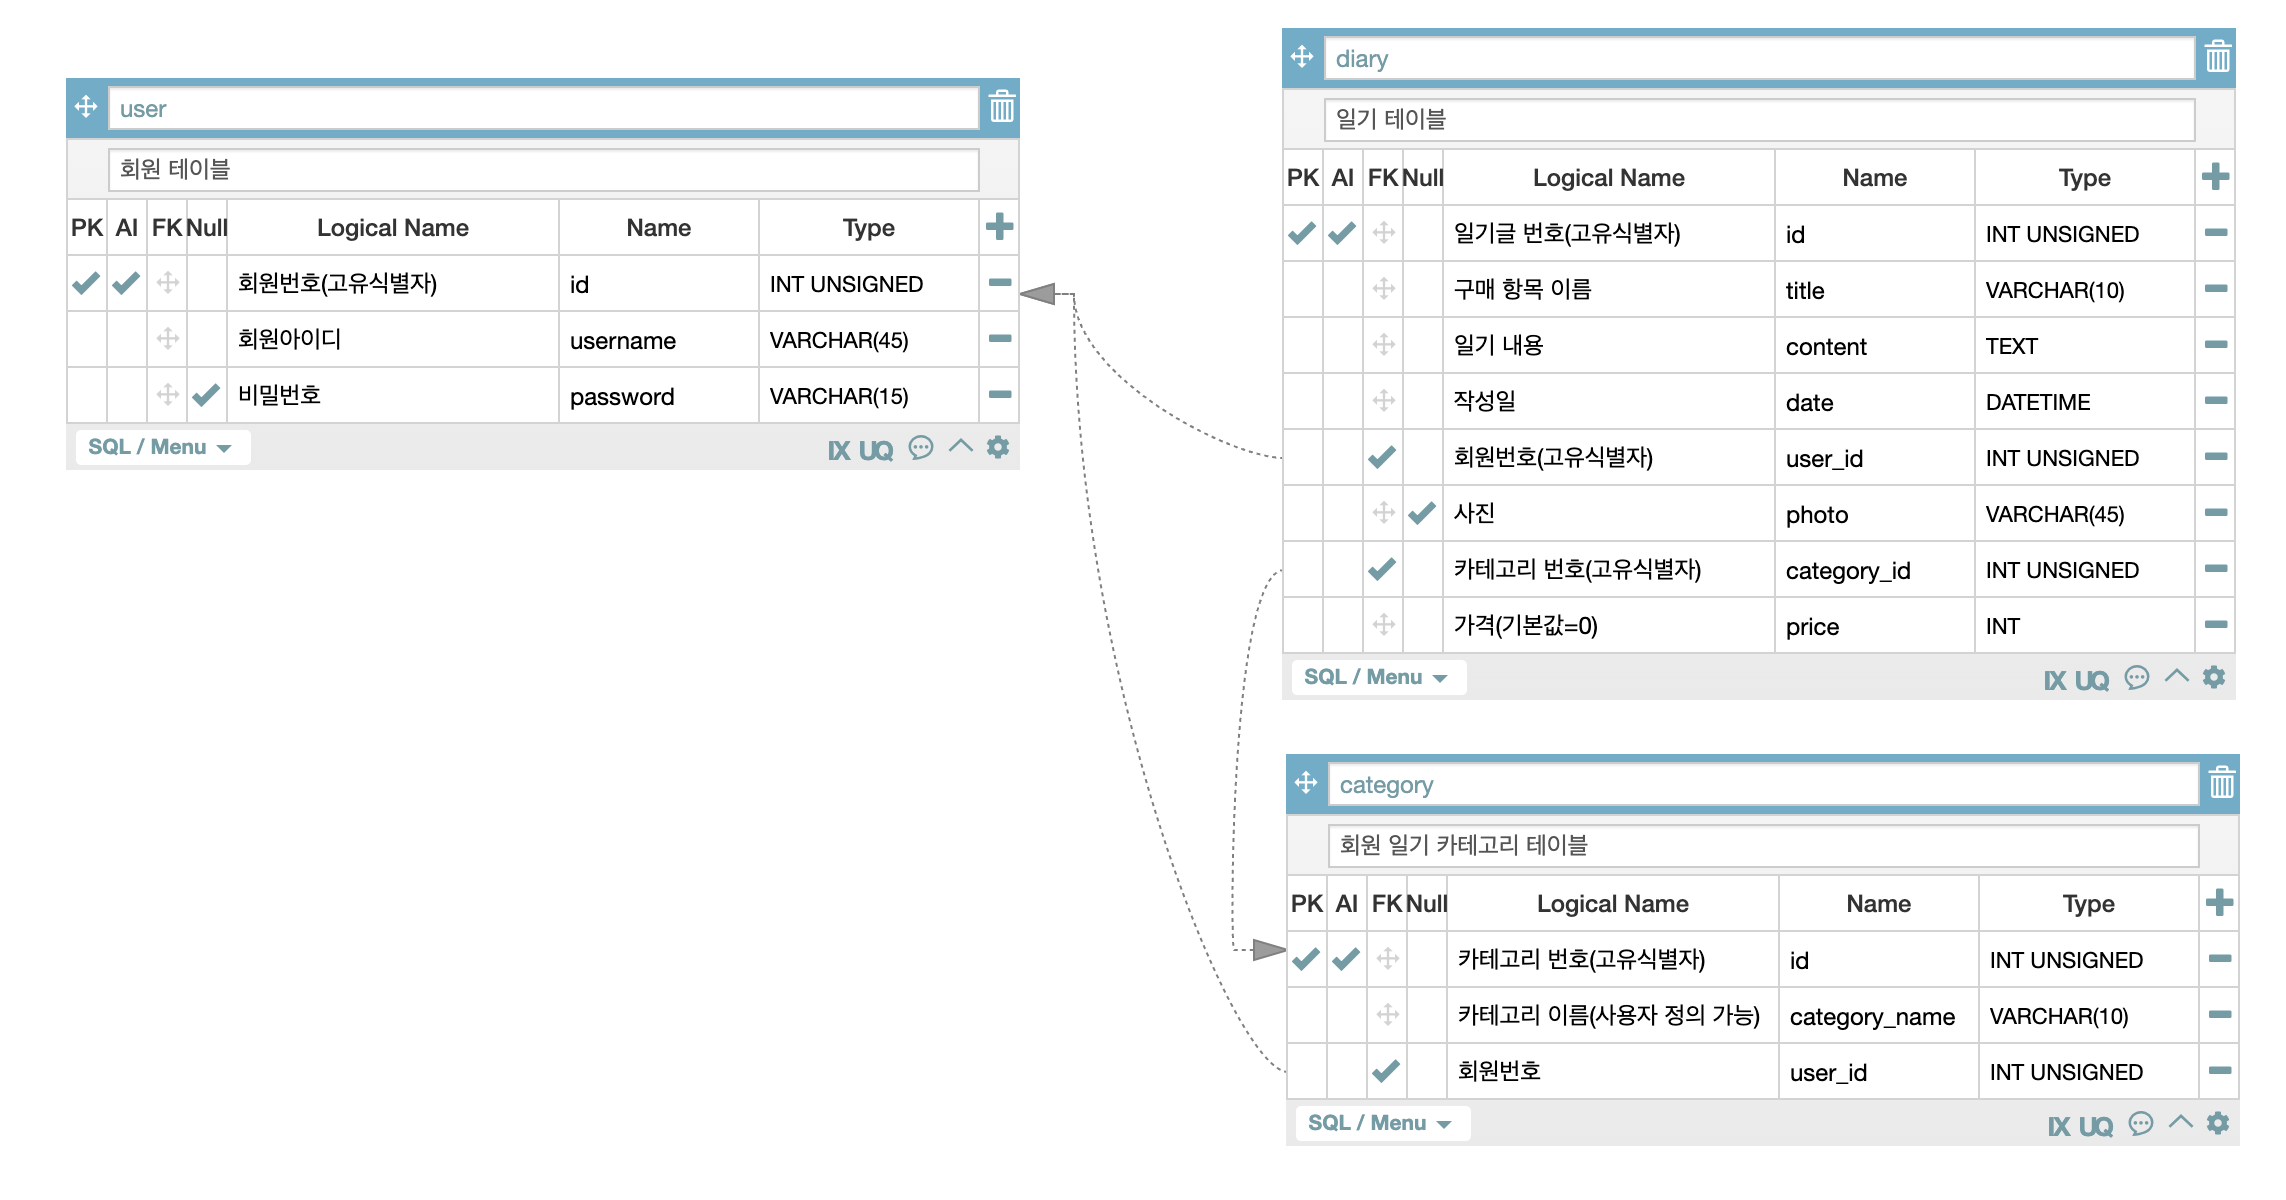 user
회원 테이블
PK AI FK Null Logical Name Name Type
회원번호(고유식별자) id INT UNSIGNED
회원아이디 username VARCHAR(45)
비밀번호 password VARCHAR(15)
SQL / Menu IX UQ
diary
일기 테이블
PK AI FK Null Logical Name Name Type
일기글 번호(고유식별자) id INT UNSIGNED
구매 항목 이름 title VARCHAR(10)
일기 내용 content TEXT
작성일 date DATETIME
회원번호(고유식별자) user_id INT UNSIGNED
사진 photo VARCHAR(45)
카테고리 번호(고유식별자) category_id INT UNSIGNED
가격(기본값=0) price INT
SQL / Menu IX UQ
category
회원 일기 카테고리 테이블
PK AI FK Null Logical Name Name Type
카테고리 번호(고유식별자) id INT UNSIGNED
카테고리 이름(사용자 정의 가능) category_name VARCHAR(10)
회원번호 user_id INT UNSIGNED
SQL / Menu IX UQ